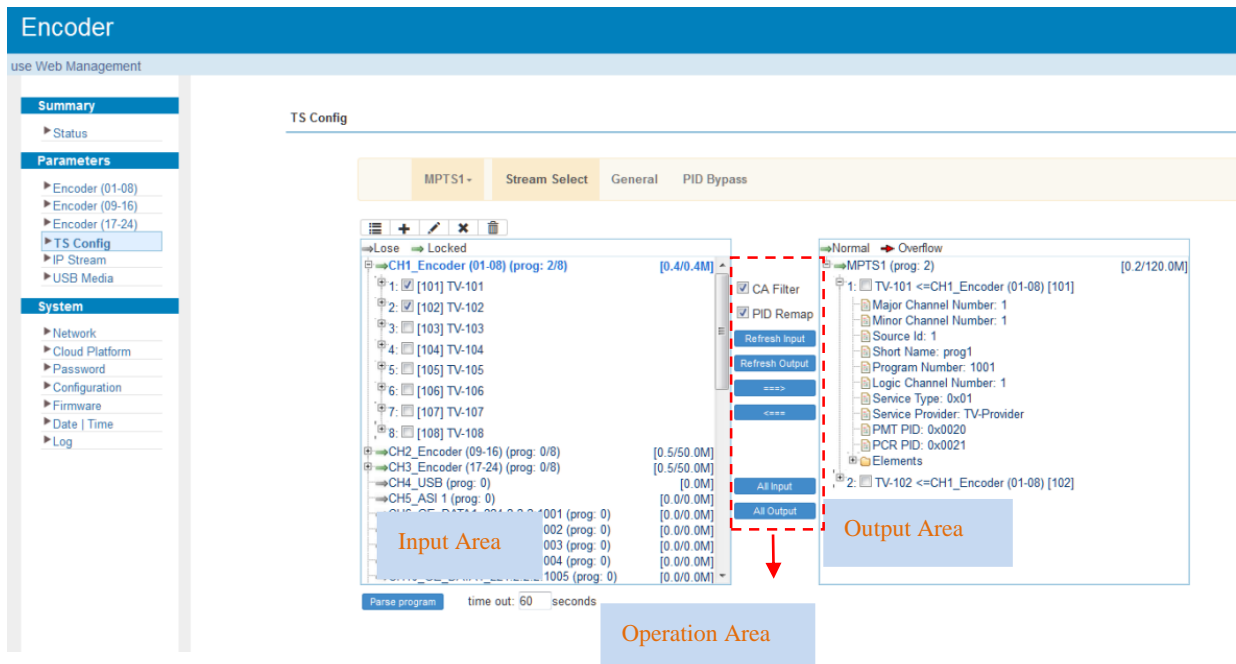 Encoder
use Web Management
Summary
Status
Parameters
Encoder (01-08)
Encoder (09-16)
Encoder (17-24)
TS Config
IP Stream
USB Media
System
Network
Cloud Platform
Password
Configuration
Firmware
Date | Time
Log
TS Config
MPTS1 Stream Select General PID Bypass
Lose Locked
CH1_Encoder (01-08) (prog: 2/8) [0.4/0.4M]
1: [101] TV-101
2: [102] TV-102
3: [103] TV-103
4: [104] TV-104
5: [105] TV-105
6: [106] TV-106
7: [107] TV-107
8: [108] TV-108
CH2_Encoder (09-16) (prog: 0/8) [0.5/50.0M]
CH3_Encoder (17-24) (prog: 0/8) [0.5/50.0M]
CH4_USB (prog: 0) [0.0M]
CH5_ASI 1 (prog: 0) [0.0/0.0M]
1001 (prog: 0) [0.0/0.0M]
002 (prog: 0) [0.0/0.0M]
003 (prog: 0) [0.0/0.0M]
004 (prog: 0) [0.0/0.0M]
1005 (prog: 0) [0.0/0.0M]
Input Area
Parse program time out: 60 seconds
CA Filter
PID Remap
Refresh Input
Refresh Output
===>
<===
All Input
All Output
Operation Area
Normal Overflow
MPTS1 (prog: 2) [0.2/120.0M]
1: TV-101 <=CH1_Encoder (01-08) [101]
Major Channel Number: 1
Minor Channel Number: 1
Source Id: 1
Short Name: prog1
Program Number: 1001
Logic Channel Number: 1
Service Type: 0x01
Service Provider: TV-Provider
PMT PID: 0x0020
PCR PID: 0x0021
Elements
2: TV-102 <=CH1_Encoder (01-08) [102]
Output Area